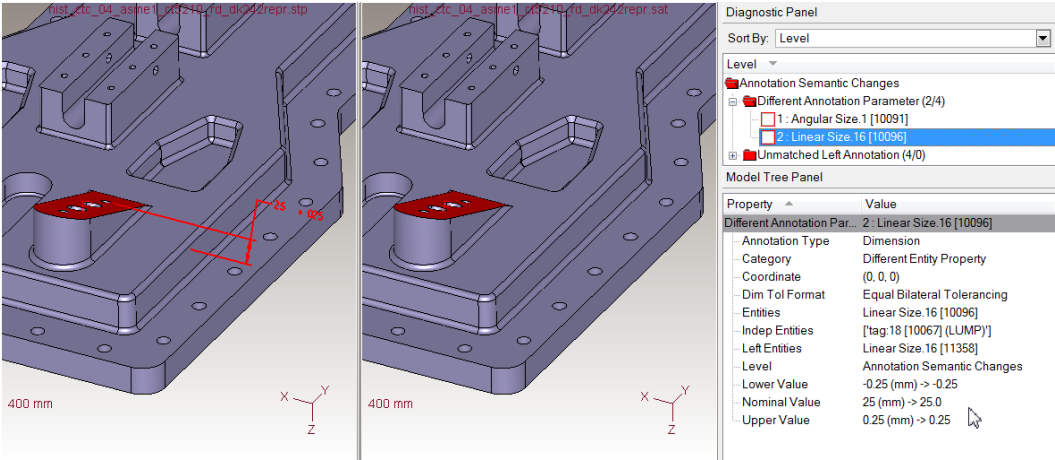 nist_ctc_04_asme1_ct5210_rd_dk242repr.stp
25 ± 0.25
400 mm
X Y
Z
nist_ctc_04_asme1_ct5210_rd_dk242repr.sat
400 mm
X Y
Z
Diagnostic Panel
Sort By: Level
Level
Annotation Semantic Changes
Different Annotation Parameter (2/4)
1 : Angular Size.1 [10091]
2 : Linear Size.16 [10096]
Unmatched Left Annotation (4/0)
Model Tree Panel
Property Value
Different Annotation Par... 2 : Linear Size.16 [10096]
Annotation Type Dimension
Category Different Entity Property
Coordinate (0, 0, 0)
Dim Tol Format Equal Bilateral Tolerancing
Entities Linear Size.16 [10096]
Indep Entities ['tag:18 [10067] (LUMP)']
Left Entities Linear Size.16 [11358]
Level Annotation Semantic Changes
Lower Value -0.25 (mm) -> -0.25
Nominal Value 25 (mm) -> 25.0
Upper Value 0.25 (mm) -> 0.25